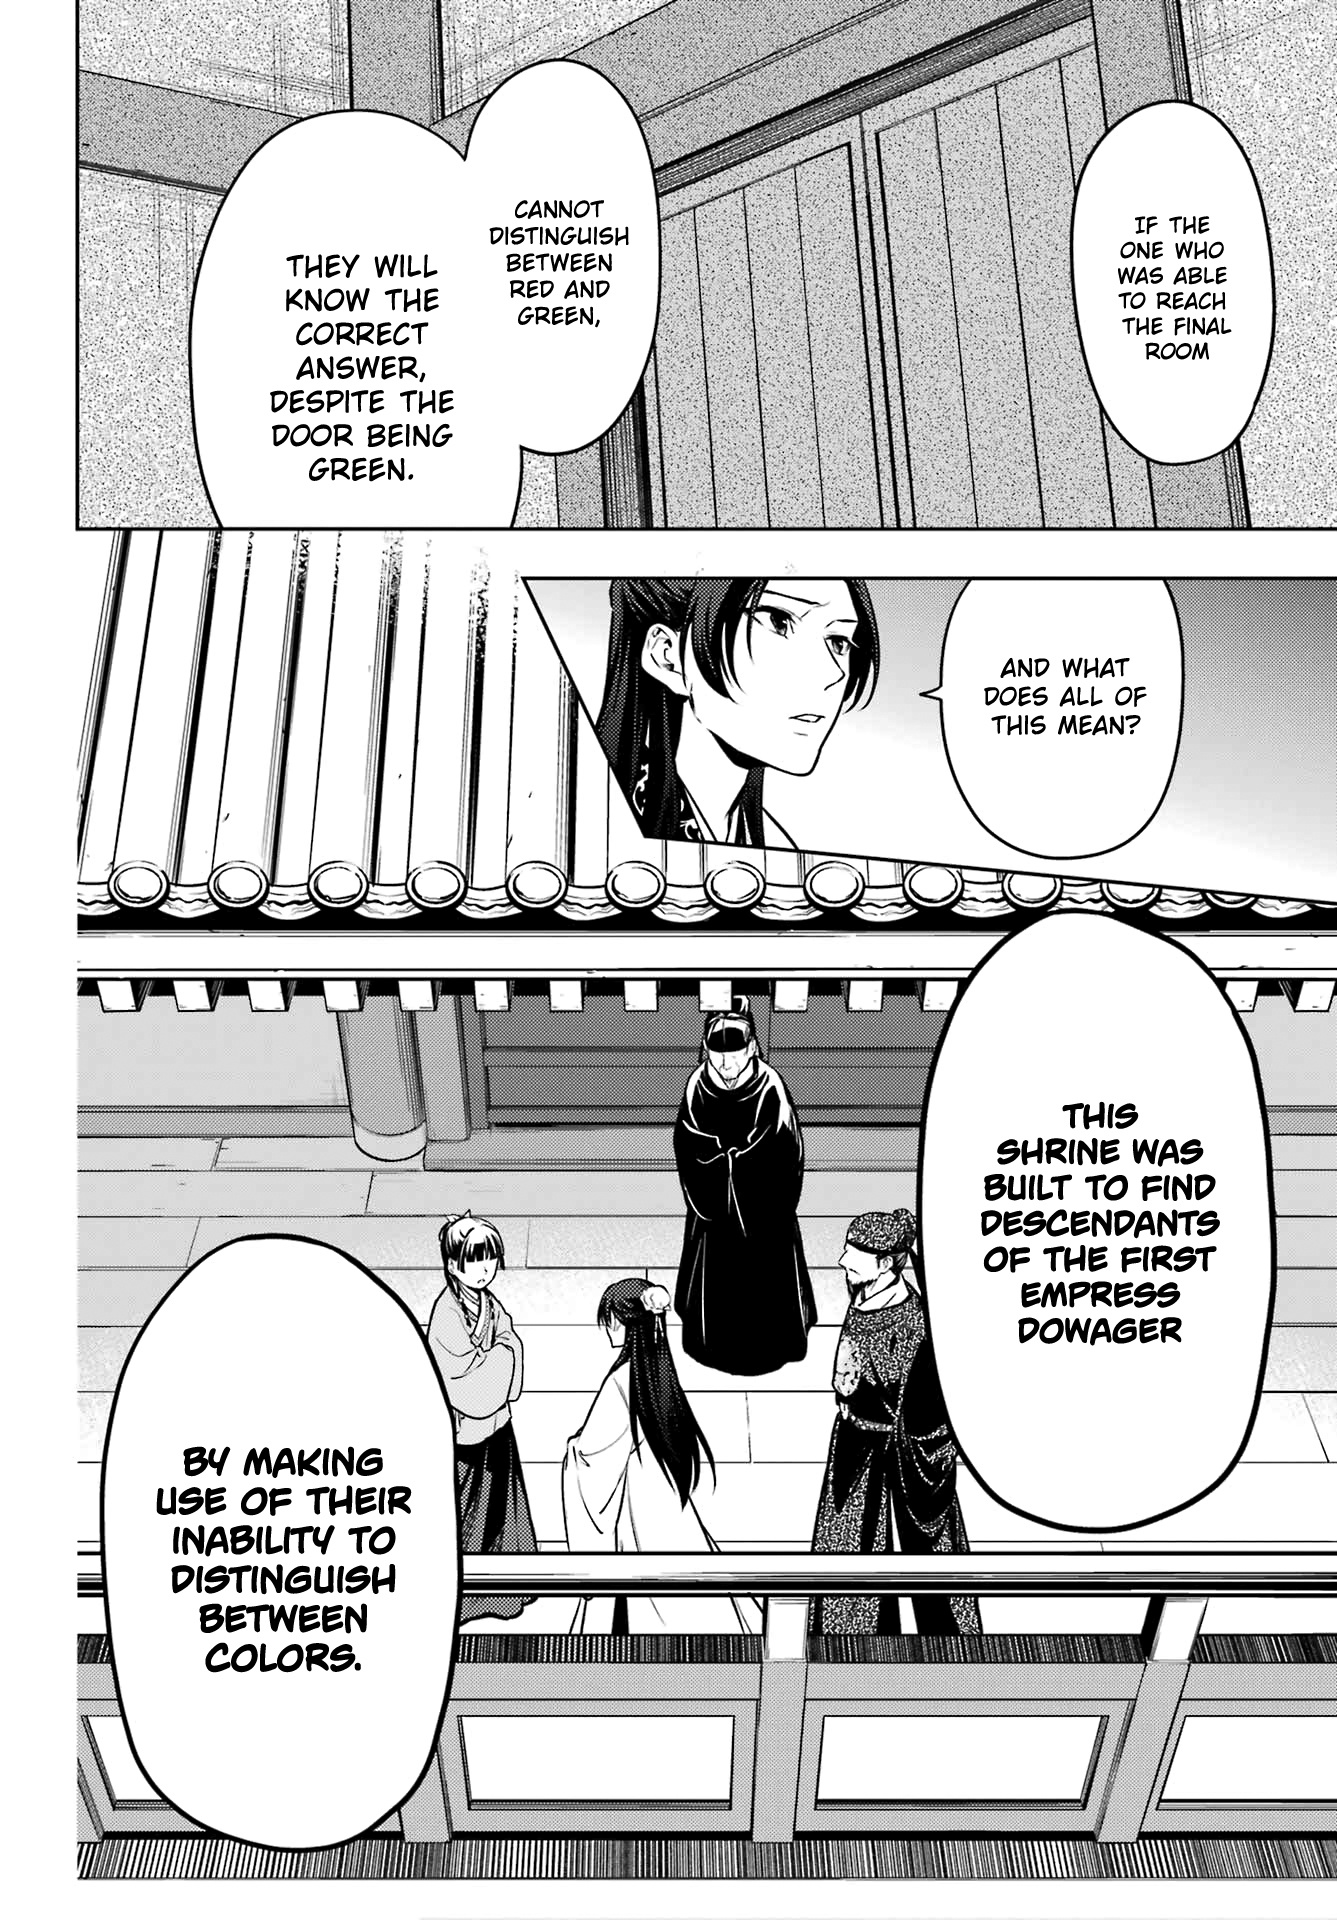 IF THE
ONE WHO
WAS ABLE
TO REACH
THE FINAL
ROOM
CANNOT
DISTINGUISH
BETWEEN
RED AND
GREEN,
THEY WILL
KNOW THE
CORRECT
ANSWER,
DESPITE THE
DOOR BEING
GREEN.
AND WHAT
DOES ALL OF
THIS MEAN?
THIS
SHRINE WAS
BUILT TO FIND
DESCENDANTS
OF THE FIRST
EMPRESS
DOWAGER
BY MAKING
USE OF THEIR
INABILITY TO
DISTINGUISH
BETWEEN
COLORS.